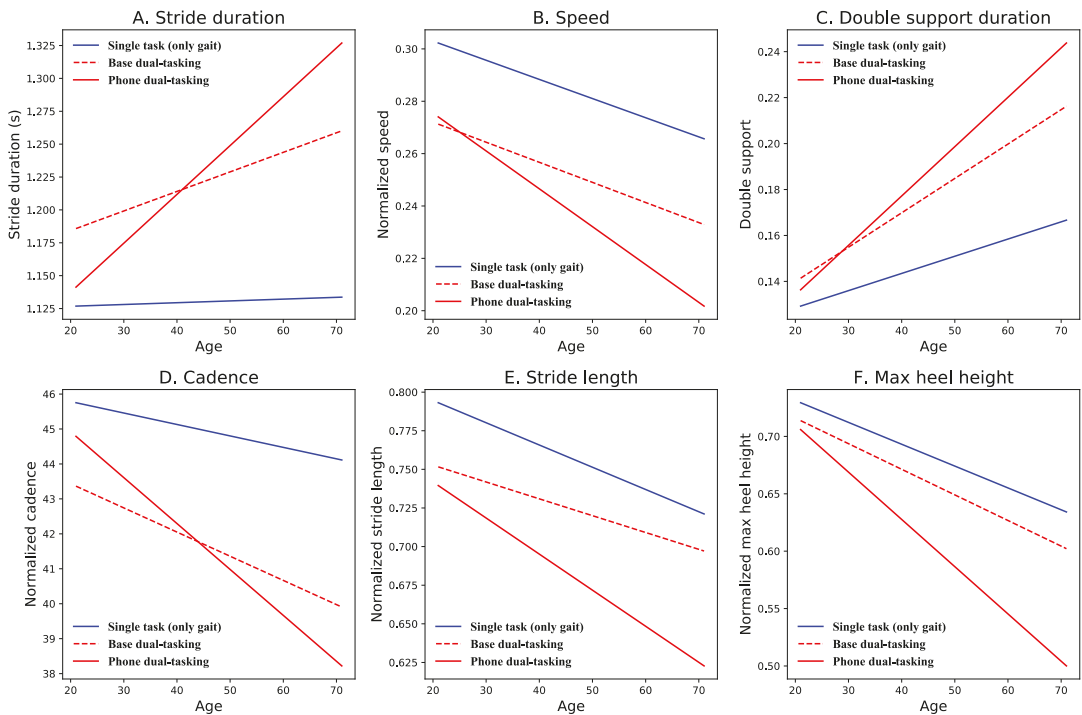 A. Stride duration
1.325
1.300
1.275
1.250
1.225
1.200
1.175
1.150
1.125
Stride duration (s)
Single task (only gait)
Base dual-tasking
Phone dual-tasking
20 30 40 50 60 70
Age
B. Speed
0.30
0.28
0.26
0.24
0.22
0.20
Normalized speed
Single task (only gait)
Base dual-tasking
Phone dual-tasking
20 30 40 50 60 70
Age
C. Double support duration
0.24
0.22
0.20
0.18
0.16
0.14
Double support
Single task (only gait)
Base dual-tasking
Phone dual-tasking
20 30 40 50 60 70
Age
D. Cadence
46
45
44
43
42
41
40
39
38
Normalized cadence
Single task (only gait)
Base dual-tasking
Phone dual-tasking
20 30 40 50 60 70
Age
E. Stride length
0.800
0.775
0.750
0.725
0.700
0.675
0.650
0.625
Normalized stride length
Single task (only gait)
Base dual-tasking
Phone dual-tasking
20 30 40 50 60 70
Age
F. Max heel height
0.70
0.65
0.60
0.55
0.50
Normalized max heel height
Single task (only gait)
Base dual-tasking
Phone dual-tasking
20 30 40 50 60 70
Age